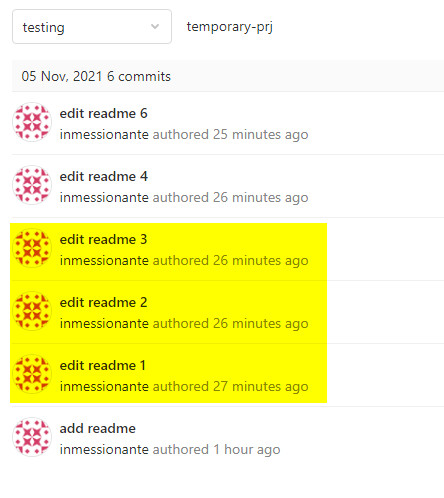 testing temporary-prj
05 Nov, 2021 6 commits
edit readme 6
inmessionante authored 25 minutes ago
edit readme 4
inmessionante authored 26 minutes ago
edit readme 3
inmessionante authored 26 minutes ago
edit readme 2
inmessionante authored 26 minutes ago
edit readme 1
inmessionante authored 27 minutes ago
add readme
inmessionante authored 1 hour ago